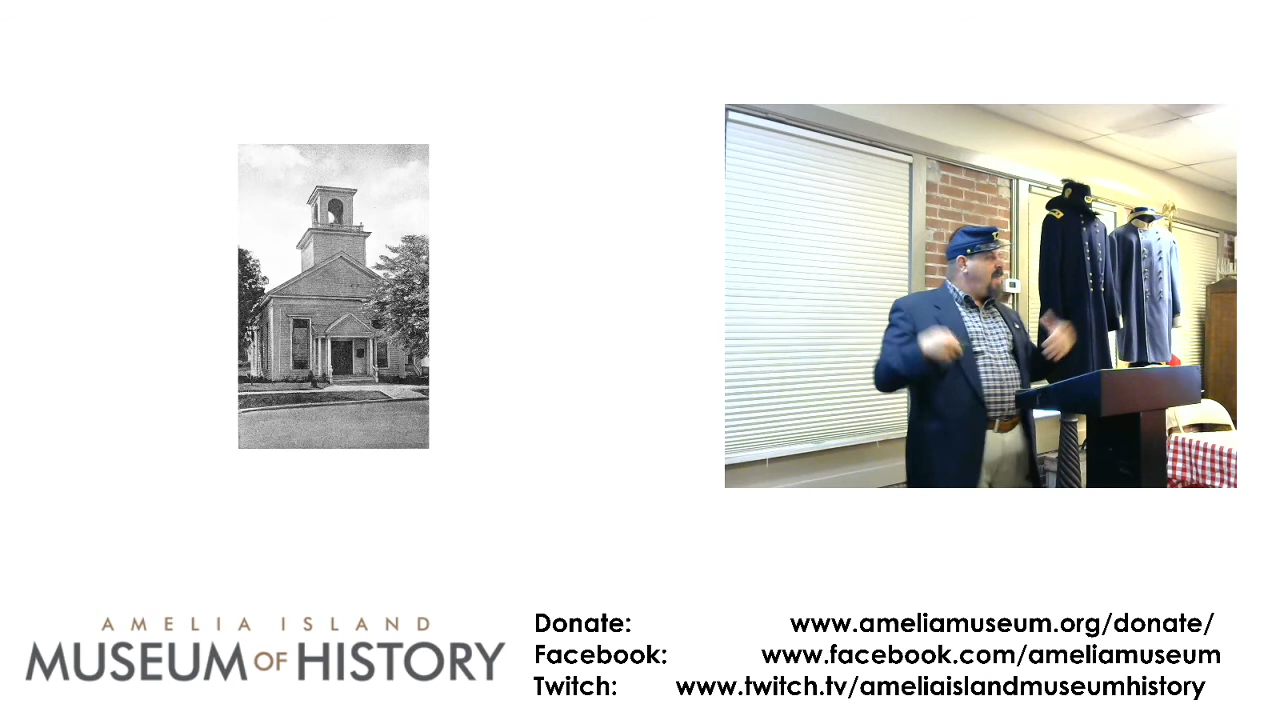 AMELIA ISLAND
MUSEUM OF HISTORY
Donate: www.ameliamuseum.org/donate/
Facebook: www.facebook.com/ameliamuseum
Twitch: www.twitch.tv/ameliaislandmuseumhistory